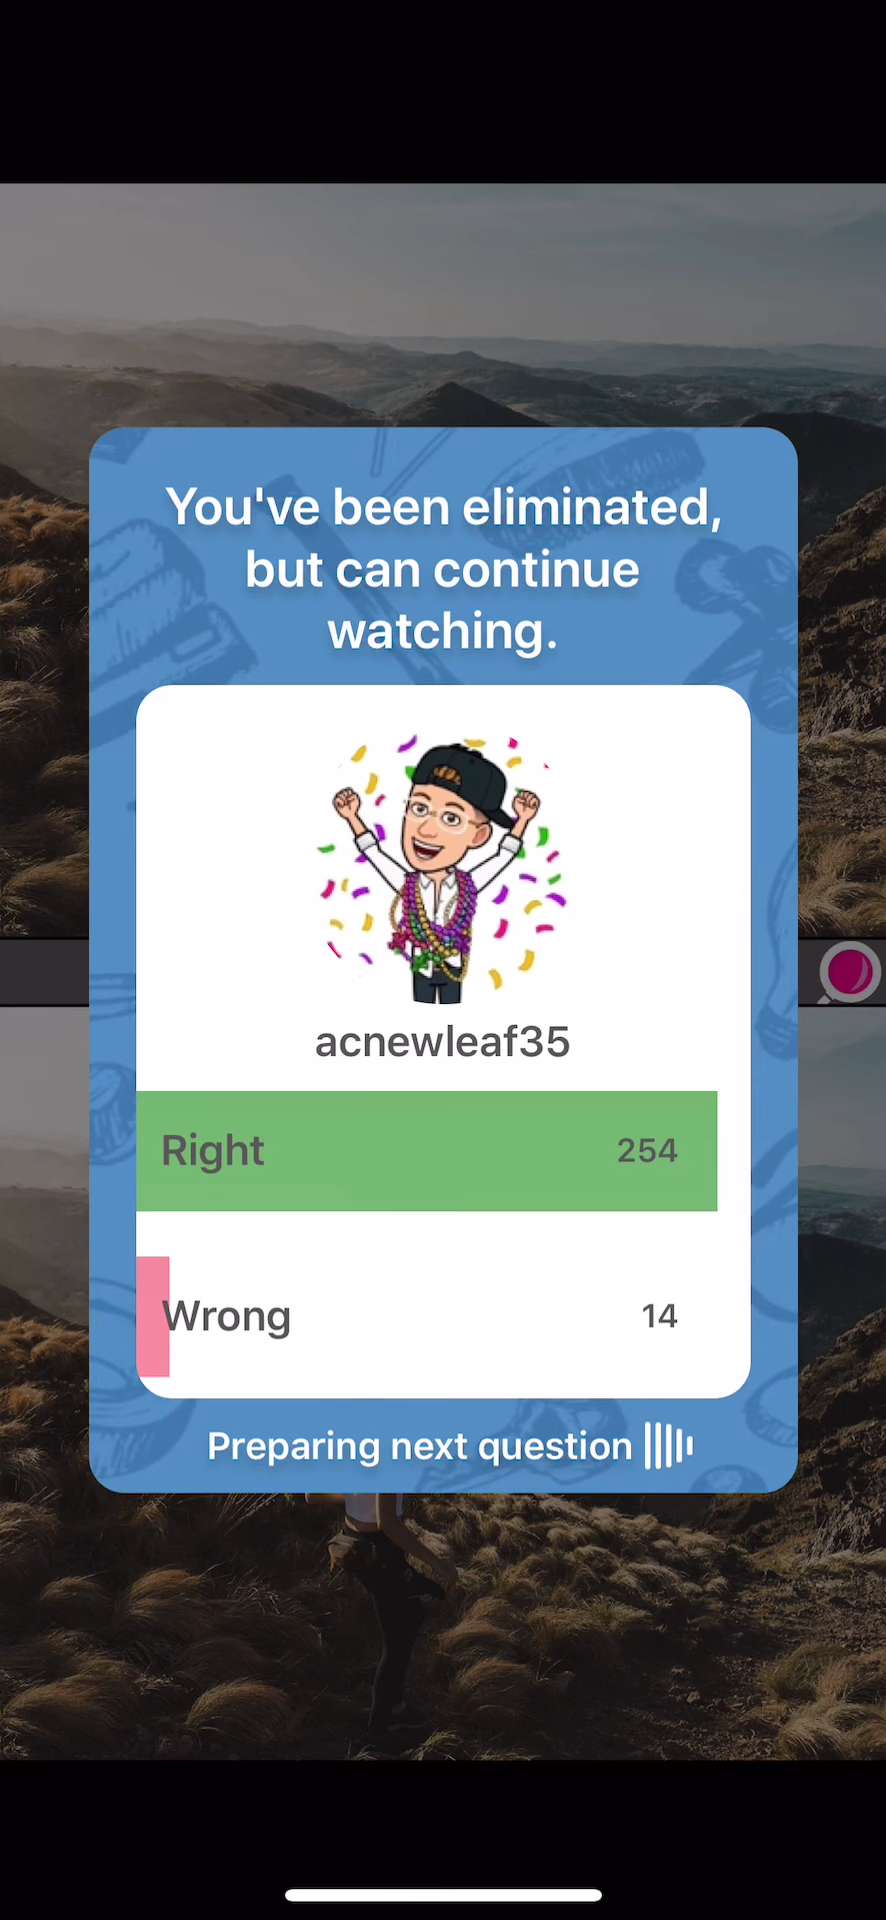 You've been eliminated,
but can continue
watching.
acnewleaf35
Right 254
Wrong 14
Preparing next question